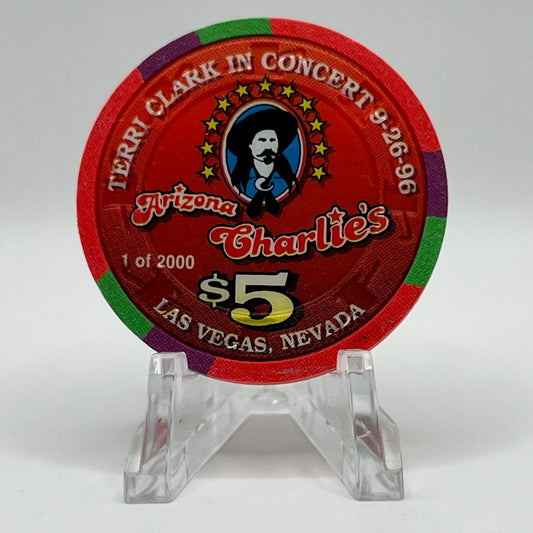 TERRI CLARK IN CONCERT 9-26-96
Arizona
Charlie's
1 of 2000
$5
LAS VEGAS, NEVADA